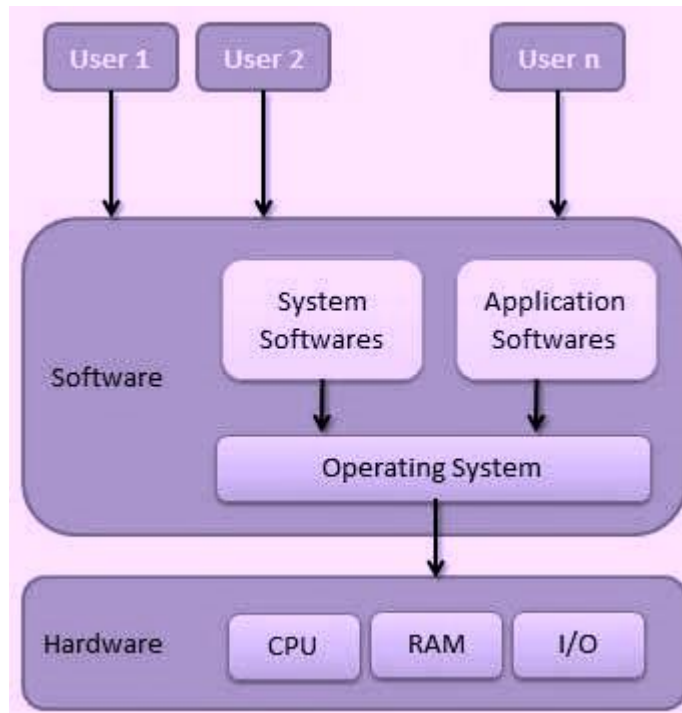 User 1
User 2
User n
System
Softwares
Application
Softwares
Software
Operating System
Hardware
CPU
RAM
I/O